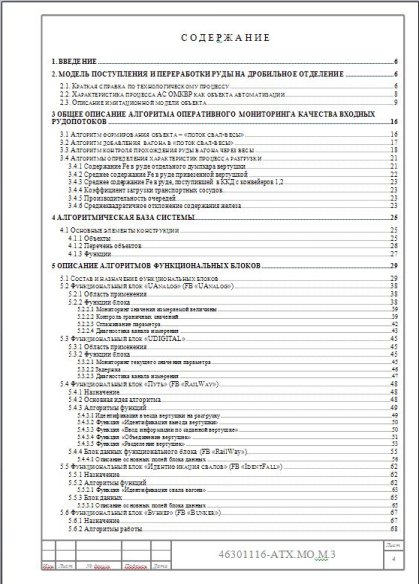 СОДЕРЖАНИЕ
1. ВВЕДЕНИЕ 6
2. МОДЕЛЬ ПОСТУПЛЕНИЯ И ПЕРЕРАБОТКИ РУДЫ НА ДРОБИЛЬНОЕ ОТДЕЛЕНИЕ 6
2.1. КРАТКАЯ СПРАВКА ПО ТЕХНОЛОГИЧЕСКОМУ ПРОЦЕССУ 6
2.2. ХАРАКТЕРИСТИКА ПРОЦЕССА АС ОМКВР КАК ОБЪЕКТА АВТОМАТИЗАЦИИ 8
2.3. ОПИСАНИЕ ИМИТАЦИОННОЙ МОДЕЛИ ОБЪЕКТА 9
3 ОБЩЕЕ ОПИСАНИЕ АЛГОРИТМА ОПЕРАТИВНОГО МОНИТОРИНГА КАЧЕСТВА ВХОДНЫХ
РУДОПОТОКОВ 16
3.1 АЛГОРИТМ ФОРМИРОВАНИЯ ОБЪЕКТА – «ПОТОК СВАЛ-ВЕСЫ» 16
3.2 АЛГОРИТМ ДОБАВЛЕНИЯ ВАГОНА В «ПОТОК СВАЛ-ВЕСЫ» 17
3.3 АЛГОРИТМ КОНТРОЛЯ ПРОХОЖДЕНИЯ РУДЫ ВАГОНА ЧЕРЕЗ ВЕСЫ 18
3.4 АЛГОРИТМЫ ОПРЕДЕЛЕНИЯ ХАРАКТЕРИСТИК ПРОЦЕССА РАЗГРУЗКИ 21
3.4.1 Содержание Fe в руде отдельного думпкара вертушки 21
3.4.2 Среднее содержание Fe в руде привезенной вертушкой 22
3.4.3 Среднее содержание Fe в руде, поступившей в ККД с конвейеров 1,2 23
3.4.4 Коэффициент загрузки транспортных сосудов 23
3.4.5 Производительность очередей 23
3.4.6 Среднеквадратичное отклонение содержания железа 23
4 АЛГОРИТМИЧЕСКАЯ БАЗА СИСТЕМЫ 25
4.1 ОСНОВНЫЕ ЭЛЕМЕНТЫ КОНСТРУКЦИИ 25
4.1.1 Объекты 25
4.1.2 Перечень объектов 26
4.1.3 Функции 27
5 ОПИСАНИЕ АЛГОРИТМОВ ФУНКЦИОНАЛЬНЫХ БЛОКОВ 29
5.1 СОСТАВ И НАЗНАЧЕНИЕ ФУНКЦИОНАЛЬНЫХ БЛОКОВ 29
5.2 ФУНКЦИОНАЛЬНЫЙ БЛОК «UANALOG» (FB «UANALOG») 38
5.2.1 Область применения 38
5.2.2 Функции блока 38
5.2.2.1 Мониторинг значения измеряемой величины 39
5.2.2.2 Контроль граничных значений 39
5.2.2.3 Сглаживание параметра 42
5.2.2.4 Диагностика канала измерения 43
5.3 ФУНКЦИОНАЛЬНЫЙ БЛОК «UDIGITAL» 45
5.3.1 Область применения 45
5.3.2 Функции блока 45
5.3.2.1 Мониторинг текущего значения параметра 45
5.3.2.2 Задержка 46
5.3.2.3 Диагностика канала измерения 47
5.4 ФУНКЦИОНАЛЬНЫЙ БЛОК «ПУТЬ» (FB «RAILWAY») 48
5.4.1 Назначение 48
5.4.2 Основная идея алгоритма 48
5.4.3 Алгоритм функций 49
5.4.3.1 Идентификация въезда вертушки на разгрузку 49
5.4.3.2 Функция «Идентификация выезда вертушки» 50
5.4.3.3 Функция «Ввод информации по заданной вертушке» 50
5.4.3.4 Функция «Объединение вертушек» 51
5.4.3.5 Функция «Разделение вертушек» 53
5.4.4 Блок данных функционального блока (FB «RailWay») 55
5.4.4.1 Описание основных полей блока данных 56
5.5 ФУНКЦИОНАЛЬНЫЙ БЛОК «ИДЕНТИФИКАЦИЯ СВАЛОВ» (FB «IDENTFALL») 62
5.5.1 Назначение 62
5.5.2 Алгоритм функций 62
5.5.2.1 Функция «Идентификация свала вагона» 63
5.5.3 Блок данных 65
5.5.3.1 Описание основных полей блока данных 65
5.6 ФУНКЦИОНАЛЬНЫЙ БЛОК «БУНКЕР» (FB «BUNKER») 67
5.6.1 Назначение 67
5.6.2 Алгоритм работы 68
46301116-АТХ.МО.М.3
Лист
4
Изм Лист № докум Подпись Дата